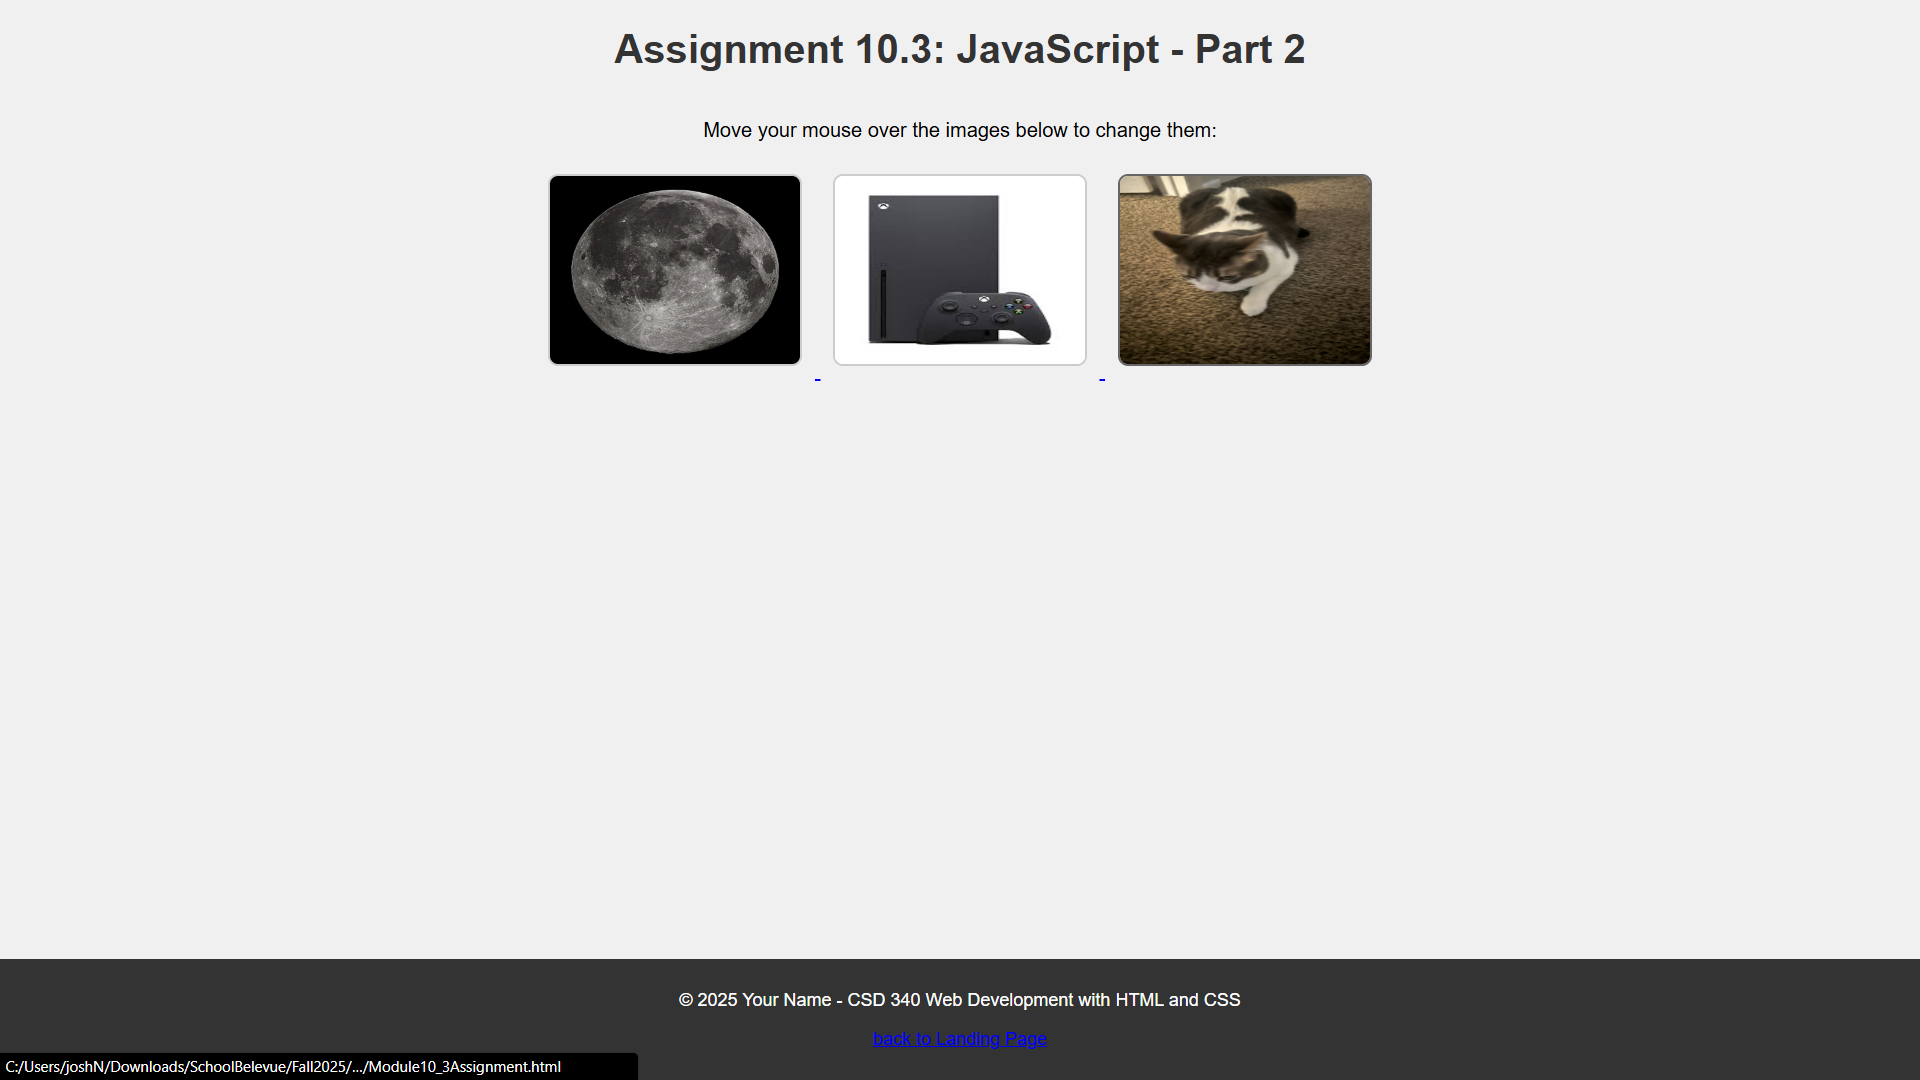 Assignment 10.3: JavaScript - Part 2
Move your mouse over the images below to change them:
© 2025 Your Name - CSD 340 Web Development with HTML and CSS
back to Landing Page
C:/Users/joshN/Downloads/SchoolBelevue/Fall2025/.../Module10_3Assignment.html